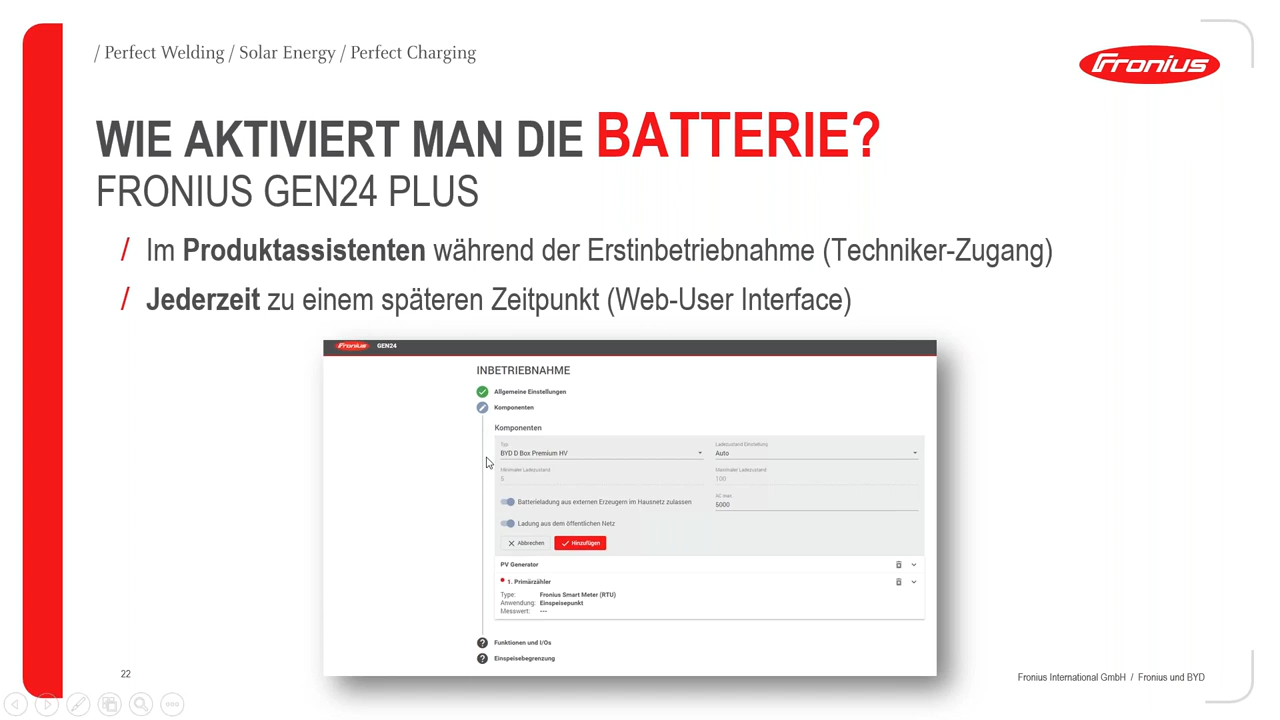 / Perfect Welding / Solar Energy / Perfect Charging
Fronius
WIE AKTIVIERT MAN DIE BATTERIE?
FRONIUS GEN24 PLUS
/ Im Produktassistenten während der Erstinbetriebnahme (Techniker-Zugang)
/ Jederzeit zu einem späteren Zeitpunkt (Web-User Interface)
Fronius GEN24
INBETRIEBNAHME
Allgemeine Einstellungen
Komponenten
Komponenten
Typ Ladezustand Einstellung
BYD D Box Premium HV Auto
Minimaler Ladezustand Maximaler Ladezustand
5 100
Batterieladung aus externen Erzeugern im Hausnetz zulassen
AC max.
5000
Ladung aus dem öffentlichen Netz
Abbrechen Hinzufügen
PV Generator
1. Primärzähler
Type: Fronius Smart Meter (RTU)
Anwendung: Einspeisepunkt
Messwert: ---
? Funktionen und I/Os
? Einspeisebegrenzung
22
Fronius International GmbH / Fronius und BYD